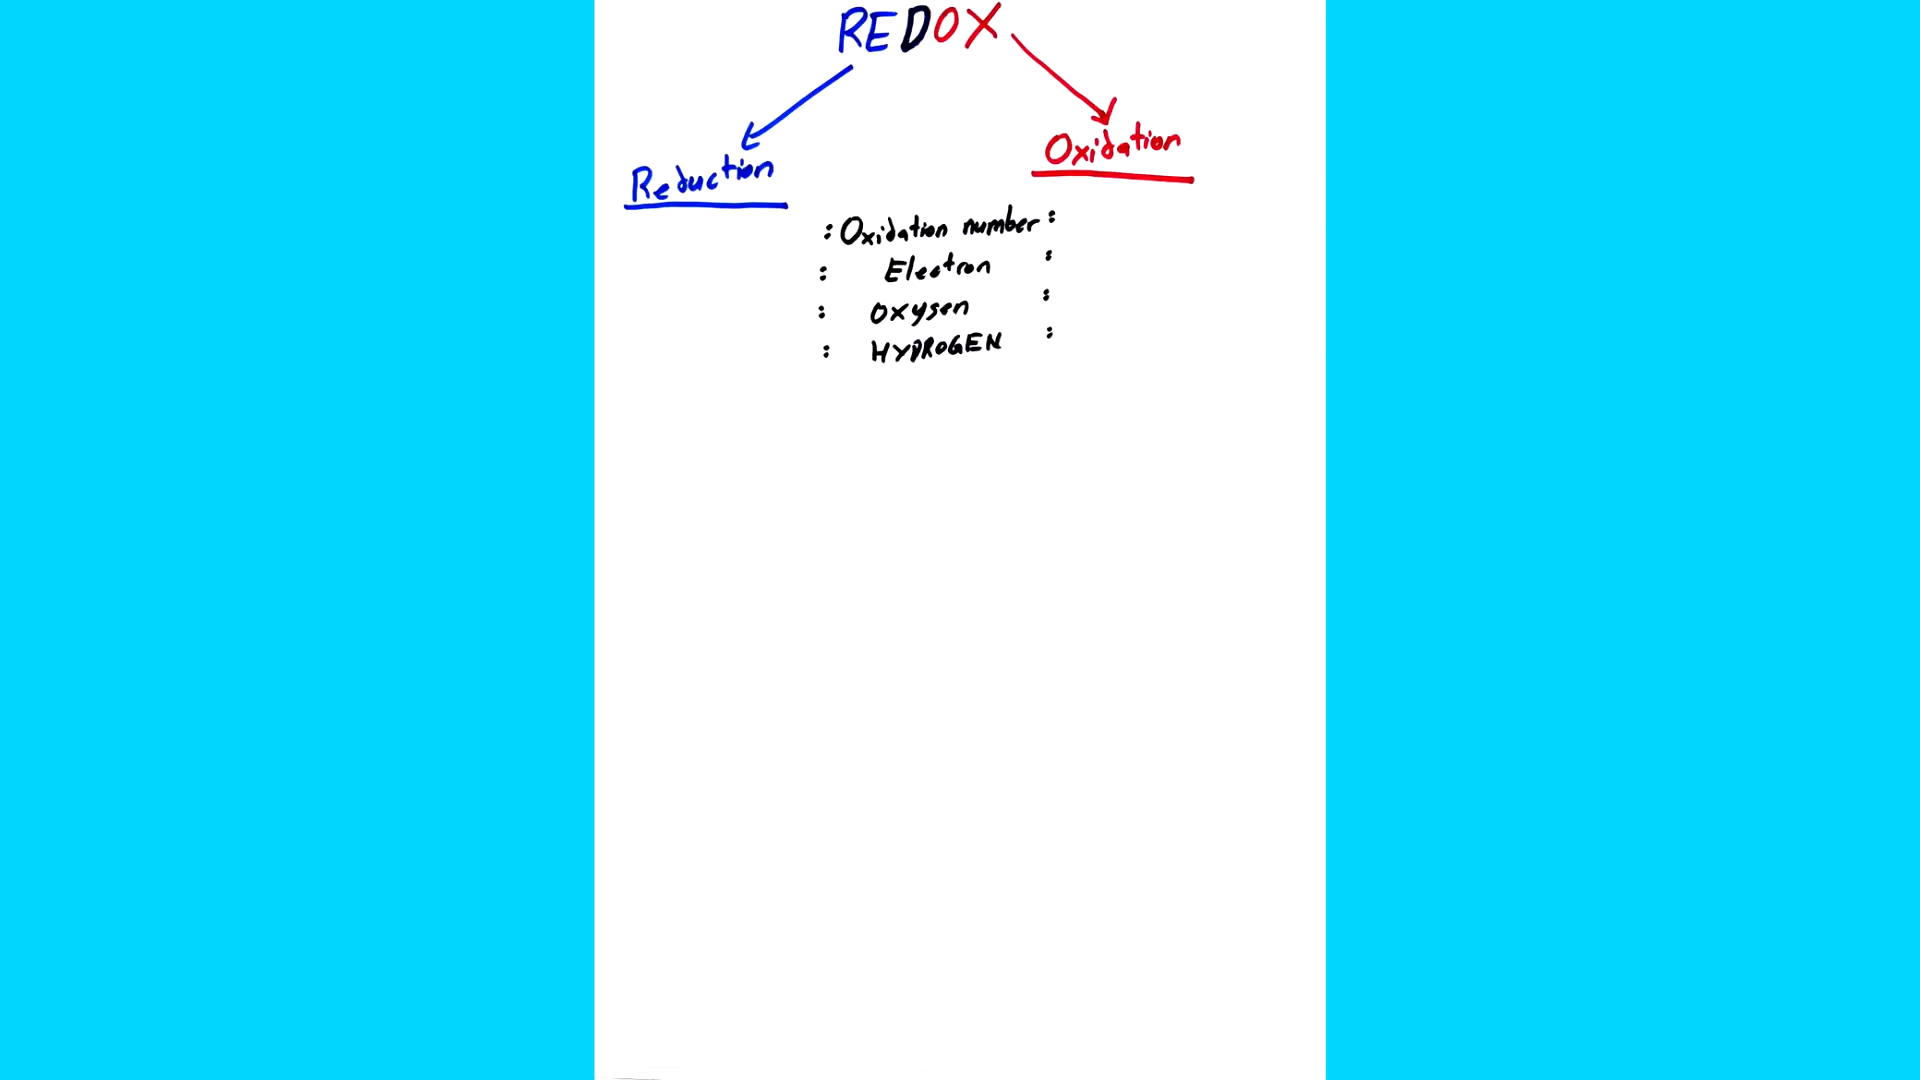 REDOX
Reduction
Oxidation
: Oxidation number :
: Electron :
: Oxygen :
: HYDROGEN :